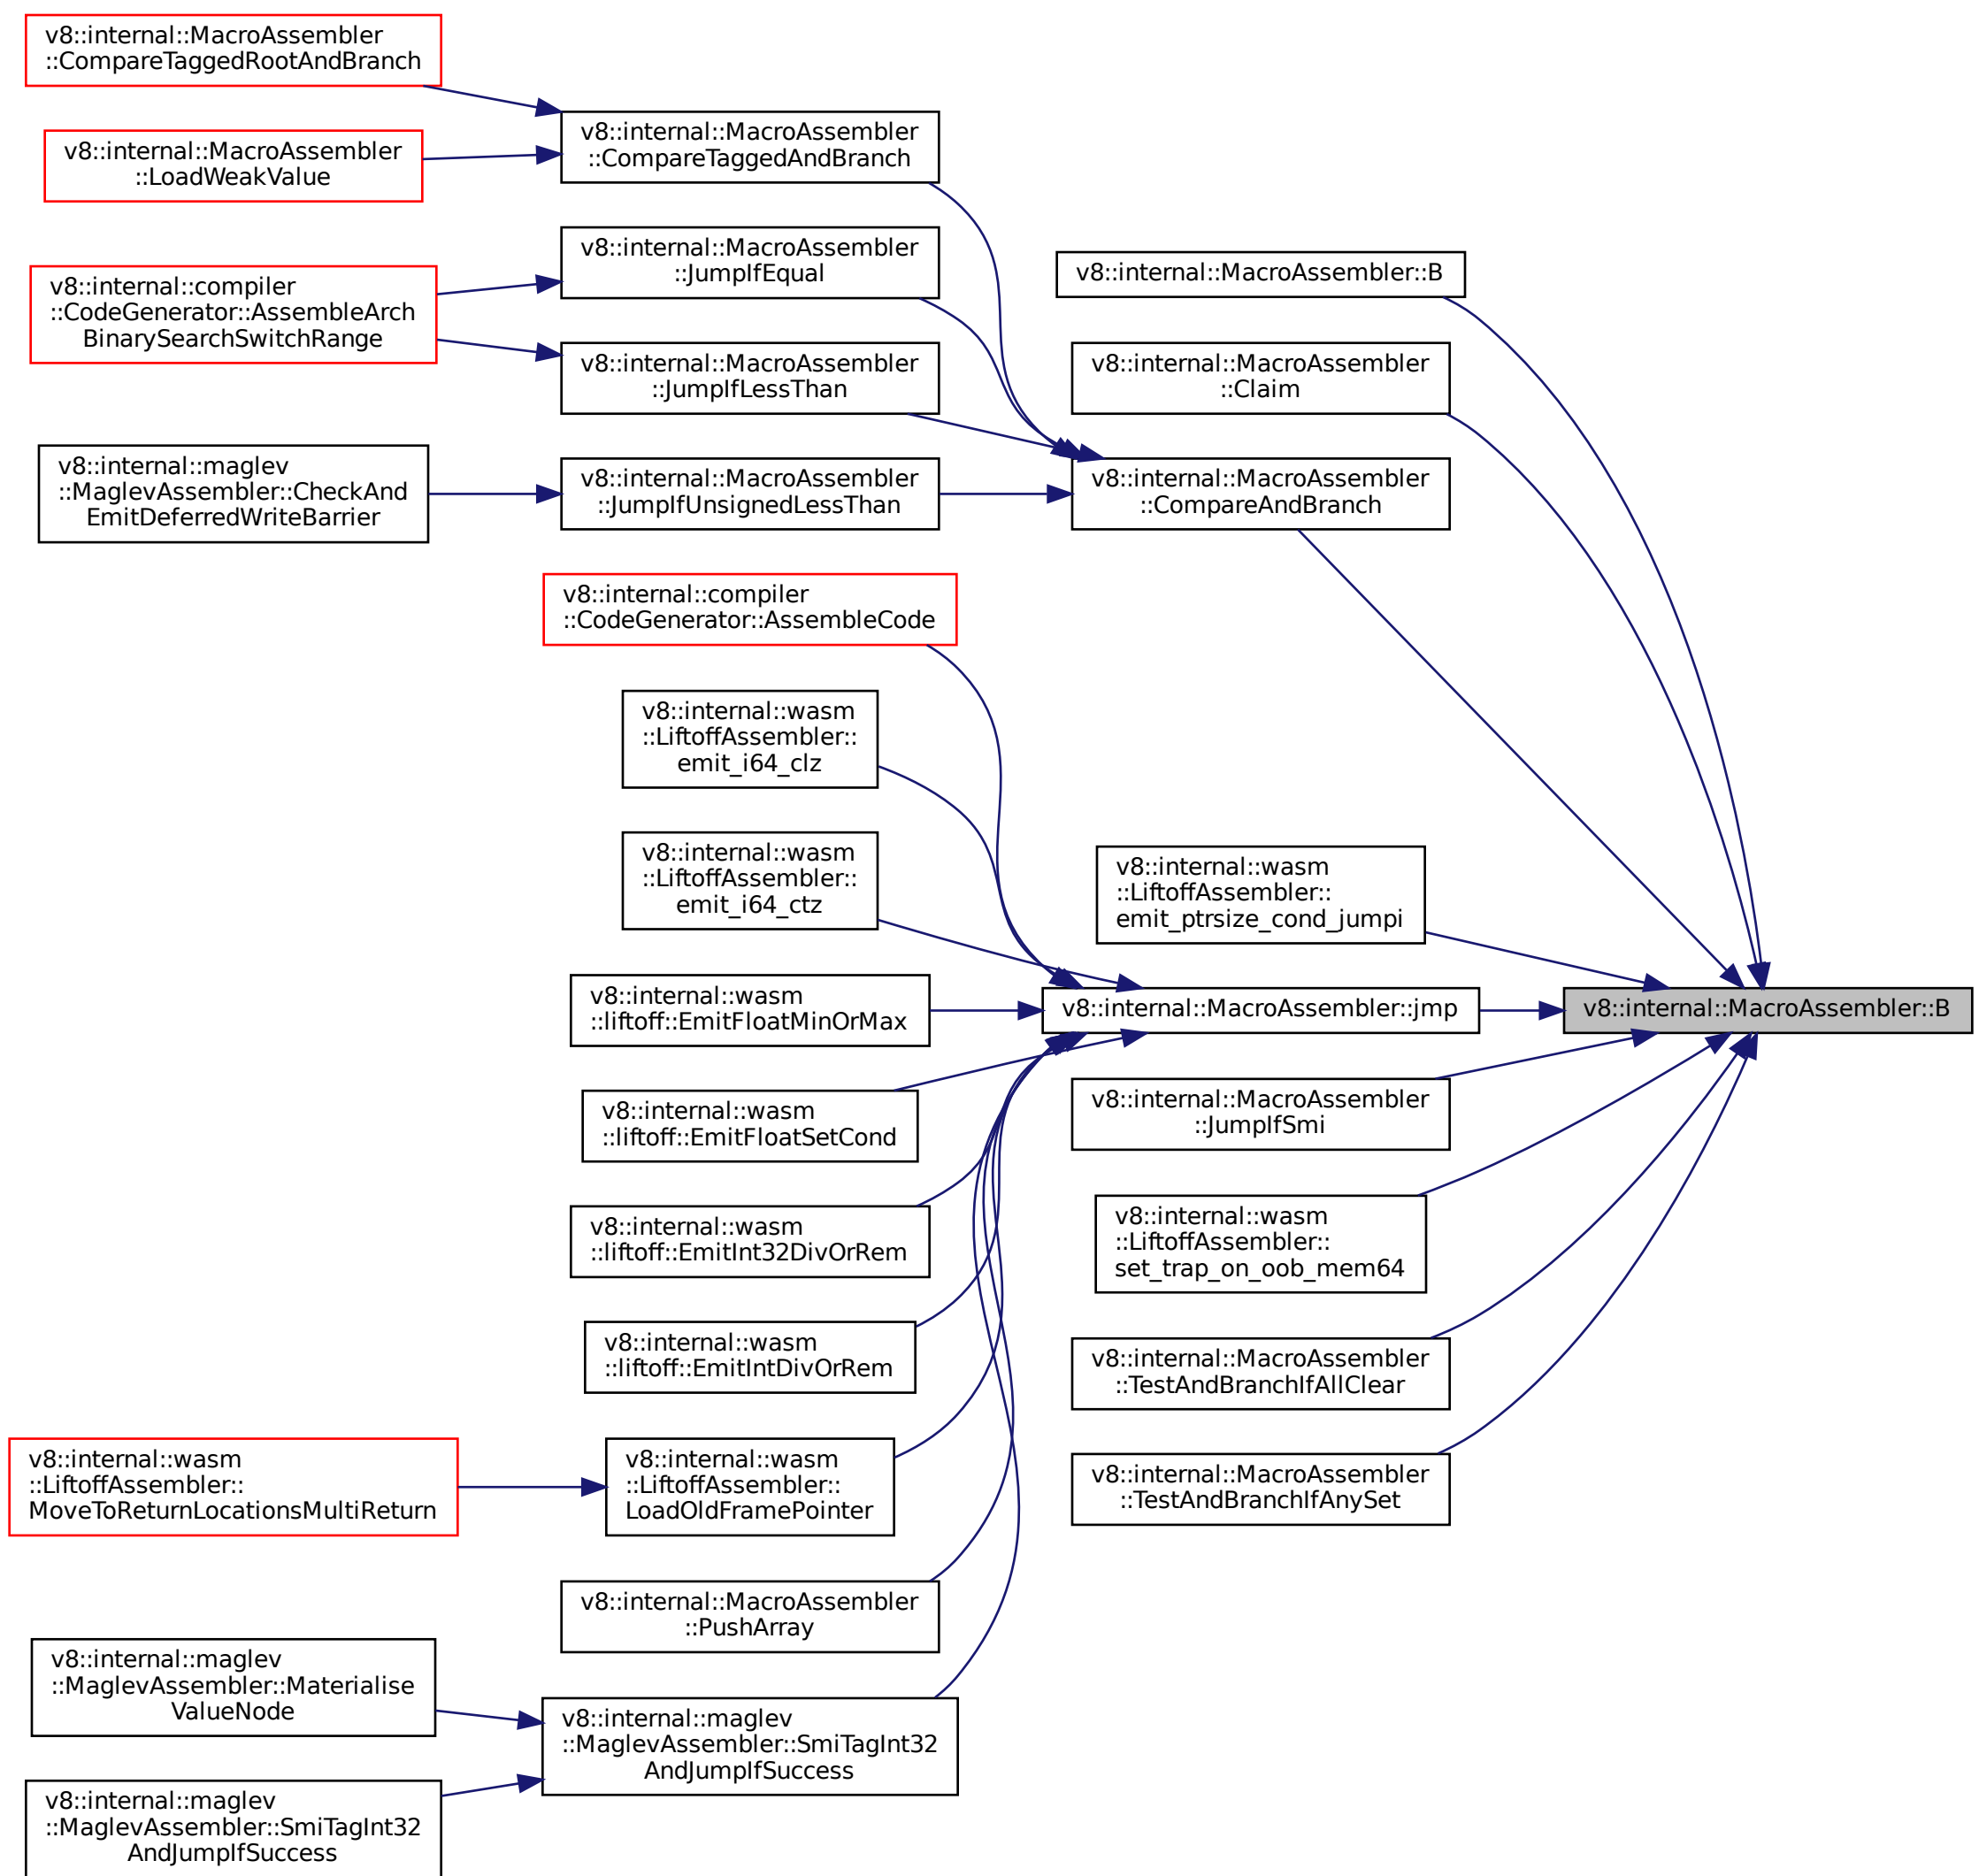 v8::internal::MacroAssembler
::CompareTaggedRootAndBranch
v8::internal::MacroAssembler
::LoadWeakValue
v8::internal::compiler
::CodeGenerator::AssembleArch
BinarySearchSwitchRange
v8::internal::maglev
::MaglevAssembler::CheckAnd
EmitDeferredWriteBarrier
v8::internal::wasm
::LiftoffAssembler::
MoveToReturnLocationsMultiReturn
v8::internal::maglev
::MaglevAssembler::Materialise
ValueNode
v8::internal::maglev
::MaglevAssembler::SmiTagInt32
AndJumpIfSuccess
v8::internal::MacroAssembler
::CompareTaggedAndBranch
v8::internal::MacroAssembler
::JumpIfEqual
v8::internal::MacroAssembler
::JumpIfLessThan
v8::internal::MacroAssembler
::JumpIfUnsignedLessThan
v8::internal::compiler
::CodeGenerator::AssembleCode
v8::internal::wasm
::LiftoffAssembler::
emit_i64_clz
v8::internal::wasm
::LiftoffAssembler::
emit_i64_ctz
v8::internal::wasm
::liftoff::EmitFloatMinOrMax
v8::internal::wasm
::liftoff::EmitFloatSetCond
v8::internal::wasm
::liftoff::EmitInt32DivOrRem
v8::internal::wasm
::liftoff::EmitIntDivOrRem
v8::internal::wasm
::LiftoffAssembler::
LoadOldFramePointer
v8::internal::MacroAssembler
::PushArray
v8::internal::maglev
::MaglevAssembler::SmiTagInt32
AndJumpIfSuccess
v8::internal::MacroAssembler::B
v8::internal::MacroAssembler
::Claim
v8::internal::MacroAssembler
::CompareAndBranch
v8::internal::wasm
::LiftoffAssembler::
emit_ptrsize_cond_jumpi
v8::internal::MacroAssembler::jmp
v8::internal::MacroAssembler
::JumpIfSmi
v8::internal::wasm
::LiftoffAssembler::
set_trap_on_oob_mem64
v8::internal::MacroAssembler
::TestAndBranchIfAllClear
v8::internal::MacroAssembler
::TestAndBranchIfAnySet
v8::internal::MacroAssembler::B